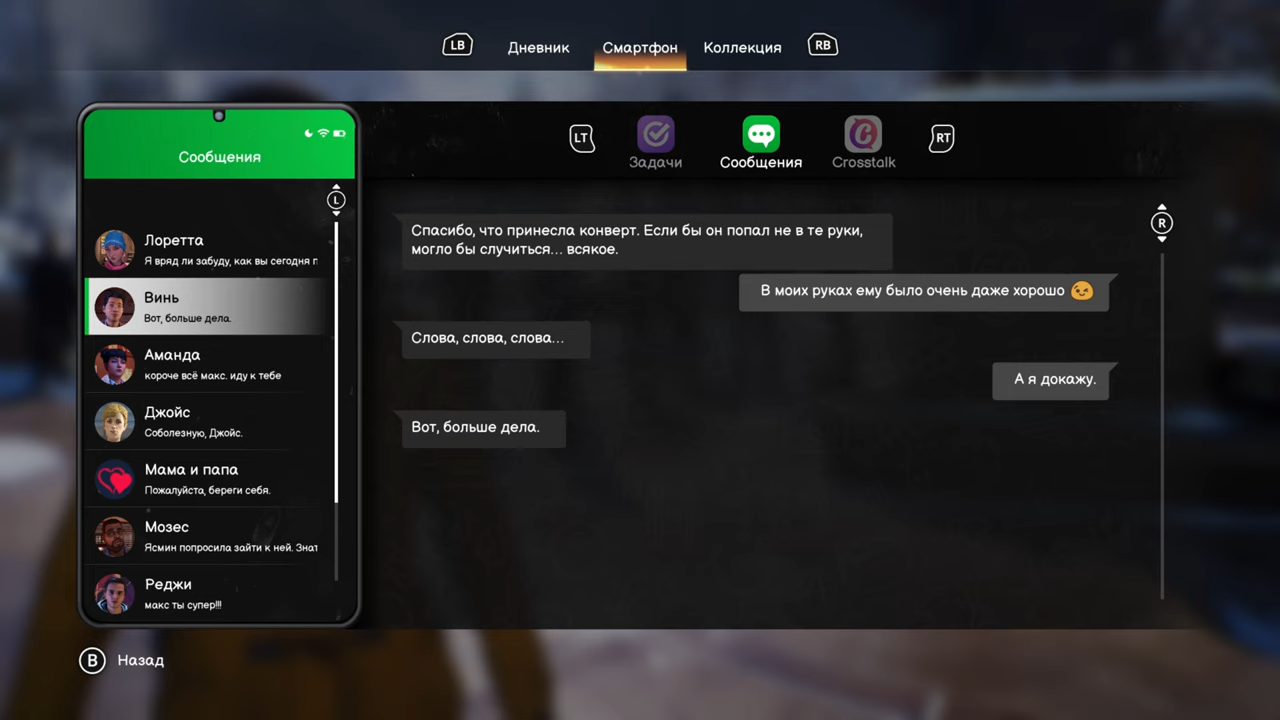 LB Дневник Смартфон Коллекция RB
Сообщения
LT Задачи Сообщения Crosstalk RT
L
R
Лоретта
Я вряд ли забуду, как вы сегодня п
Винь
Вот, больше дела.
Аманда
короче всё макс. иду к тебе
Джойс
Соболезную, Джойс.
Мама и папа
Пожалуйста, береги себя.
Мозес
Ясмин попросила зайти к ней. Знат
Реджи
макс ты супер!!!
Спасибо, что принесла конверт. Если бы он попал не в те руки,
могло бы случиться... всякое.
В моих руках ему было очень даже хорошо
Слова, слова, слова...
А я докажу.
Вот, больше дела.
B Назад